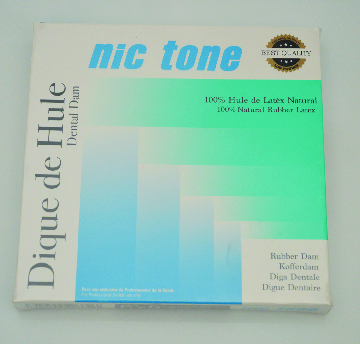 nic tone
BEST QUALITY
100% Hule de Latex Natural
100% Natural Rubber Latex
Dique de Hule
Dental Dam
Rubber Dam
Kofferdam
Diga Dentale
Digue Dentaire